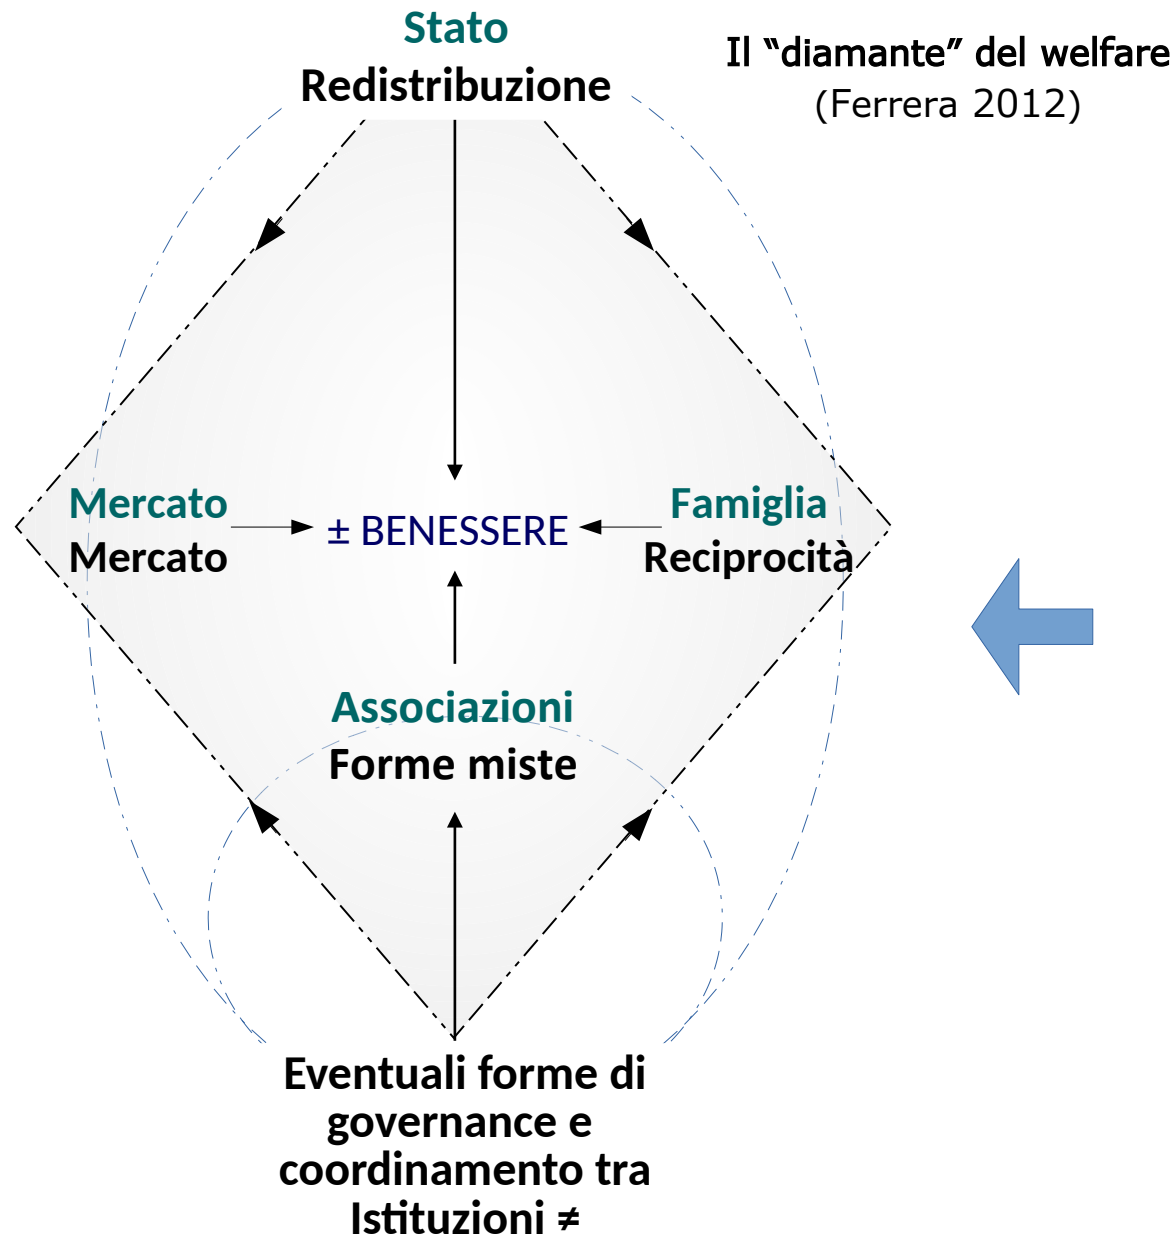 Stato
Redistribuzione
Il “diamante” del welfare
(Ferrera 2012)
Mercato
Mercato
± BENESSERE
Famiglia
Reciprocità
Associazioni
Forme miste
Eventuali forme di
governance e
coordinamento tra
Istituzioni ≠